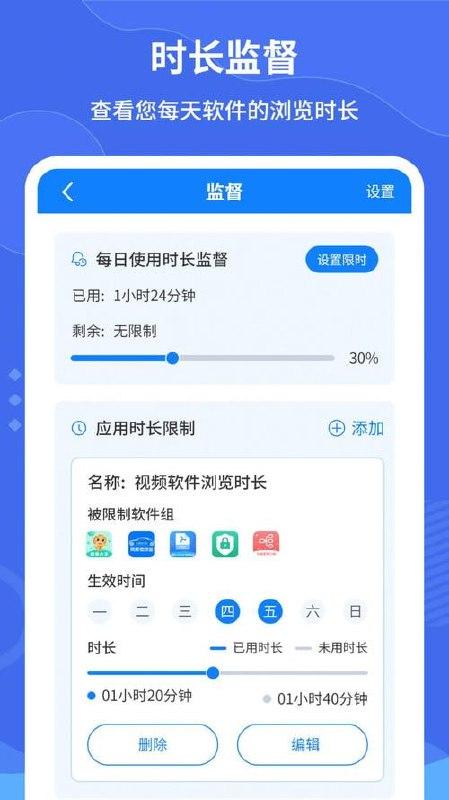 时长监督
查看您每天软件的浏览时长
监督 设置
每日使用时长监督 设置限时
已用: 1小时24分钟
剩余: 无限制
30%
应用时长限制 添加
名称: 视频软件浏览时长
被限制软件组
生效时间
一 二 三 四 五 六 日
时长 已用时长 未用时长
01小时20分钟 01小时40分钟
删除 编辑